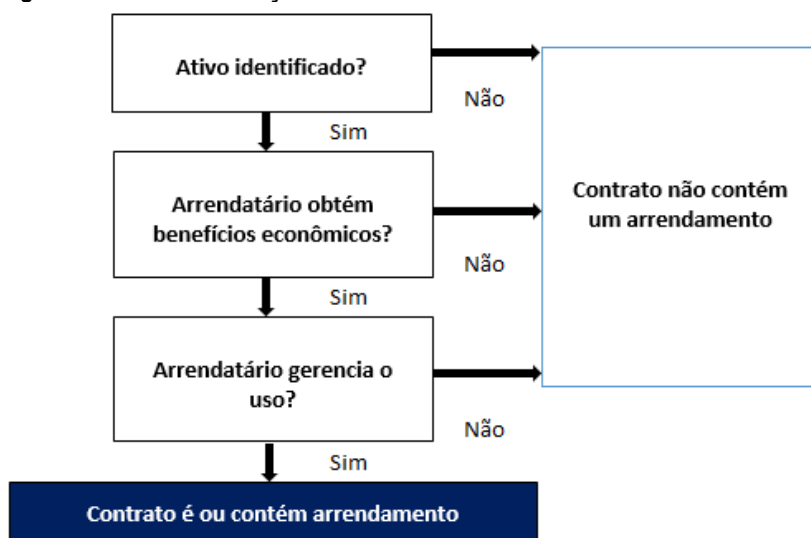 Ativo identificado?
Não
Sim
Arrendatário obtém
benefícios econômicos?
Contrato não contém
um arrendamento
Não
Sim
Arrendatário gerencia o
uso?
Não
Sim
Contrato é ou contém arrendamento